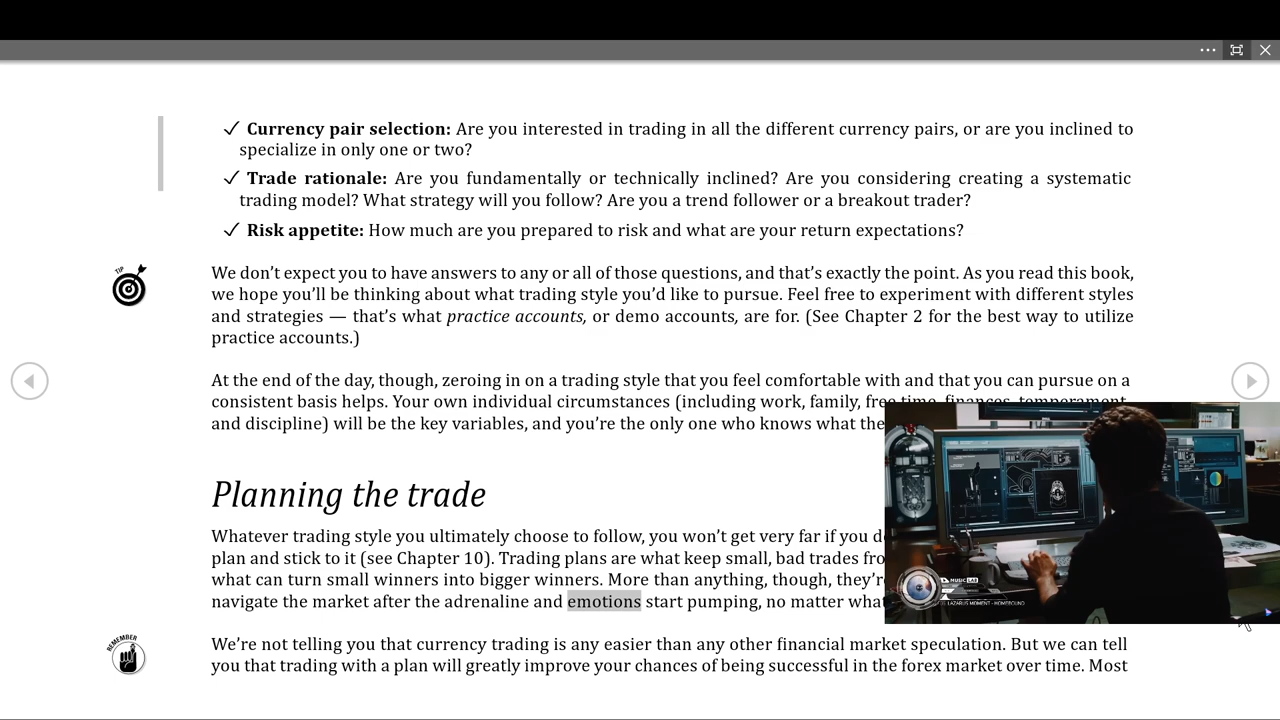 ✓ Currency pair selection: Are you interested in trading in all the different currency pairs, or are you inclined to
specialize in only one or two?
✓ Trade rationale: Are you fundamentally or technically inclined? Are you considering creating a systematic
trading model? What strategy will you follow? Are you a trend follower or a breakout trader?
✓ Risk appetite: How much are you prepared to risk and what are your return expectations?
TIP
We don’t expect you to have answers to any or all of those questions, and that’s exactly the point. As you read this book,
we hope you’ll be thinking about what trading style you’d like to pursue. Feel free to experiment with different styles
and strategies — that’s what practice accounts, or demo accounts, are for. (See Chapter 2 for the best way to utilize
practice accounts.)
At the end of the day, though, zeroing in on a trading style that you feel comfortable with and that you can pursue on a
consistent basis helps. Your own individual circumstances (including work, family, free time, finances, temperament,
and discipline) will be the key variables, and you’re the only one who knows what
Planning the trade
Whatever trading style you ultimately choose to follow, you won’t get very far if you
plan and stick to it (see Chapter 10). Trading plans are what keep small, bad trades
what can turn small winners into bigger winners. More than anything, though,
navigate the market after the adrenaline and emotions start pumping, no matter what
MUSIC LAB
LAZARUS MOMENT - HOMEBOUND
REMEMBER
We’re not telling you that currency trading is any easier than any other financial market speculation. But we can tell
you that trading with a plan will greatly improve your chances of being successful in the forex market over time. Most